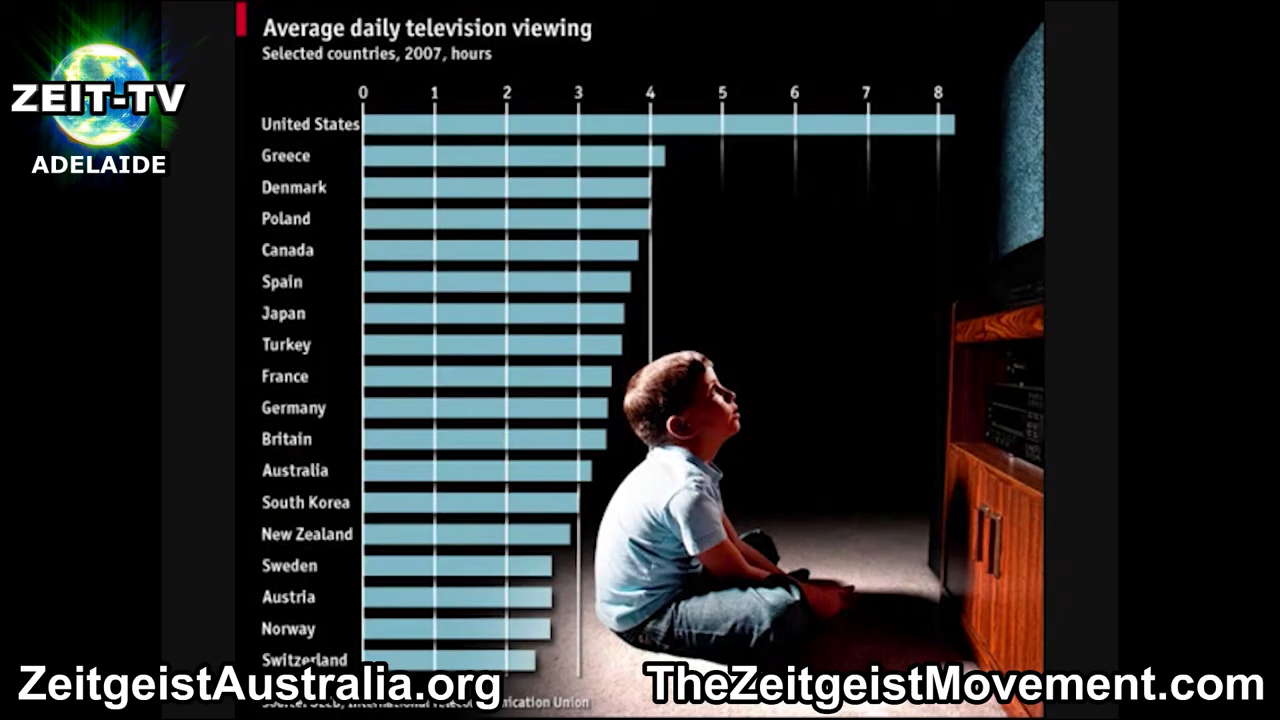 Average daily television viewing
Selected countries, 2007, hours
ZEIT-TV
ADELAIDE
0 1 2 3 4 5 6 7 8
United States
Greece
Denmark
Poland
Canada
Spain
Japan
Turkey
France
Germany
Britain
Australia
South Korea
New Zealand
Sweden
Austria
Norway
Switzerland
ZeitgeistAustralia.org
TheZeitgeistMovement.com
International
Union